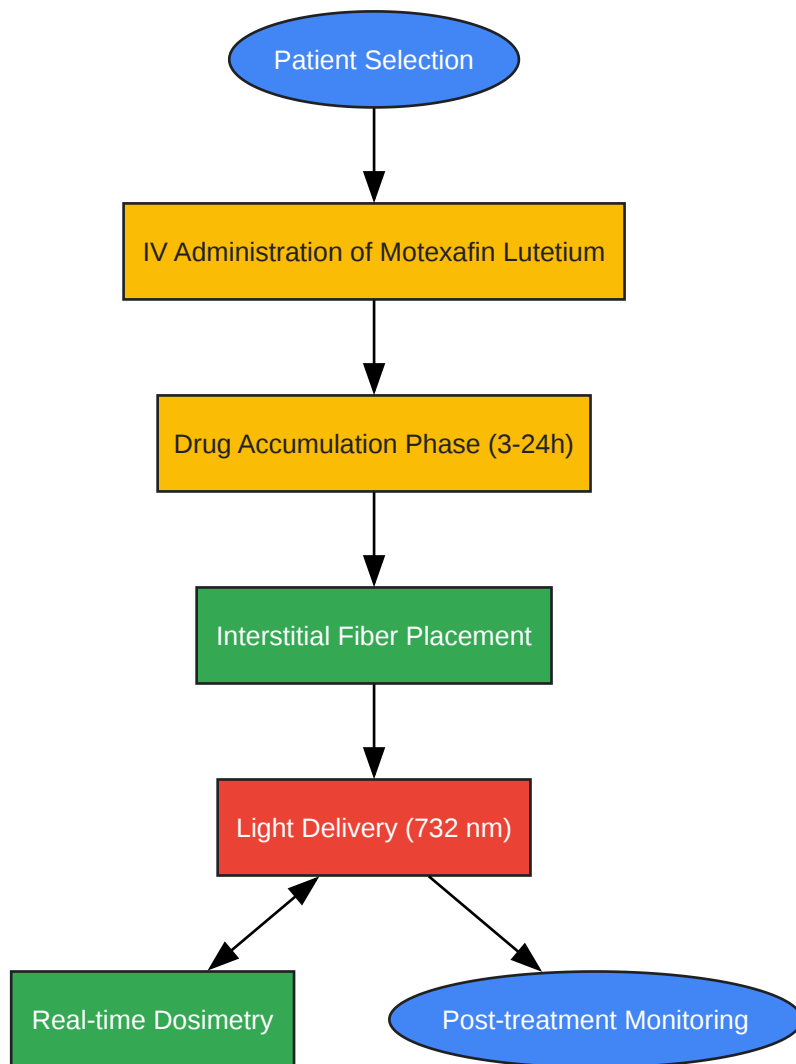 Patient Selection
IV Administration of Motexafin Lutetium
Drug Accumulation Phase (3-24h)
Interstitial Fiber Placement
Light Delivery (732 nm)
Real-time Dosimetry
Post-treatment Monitoring